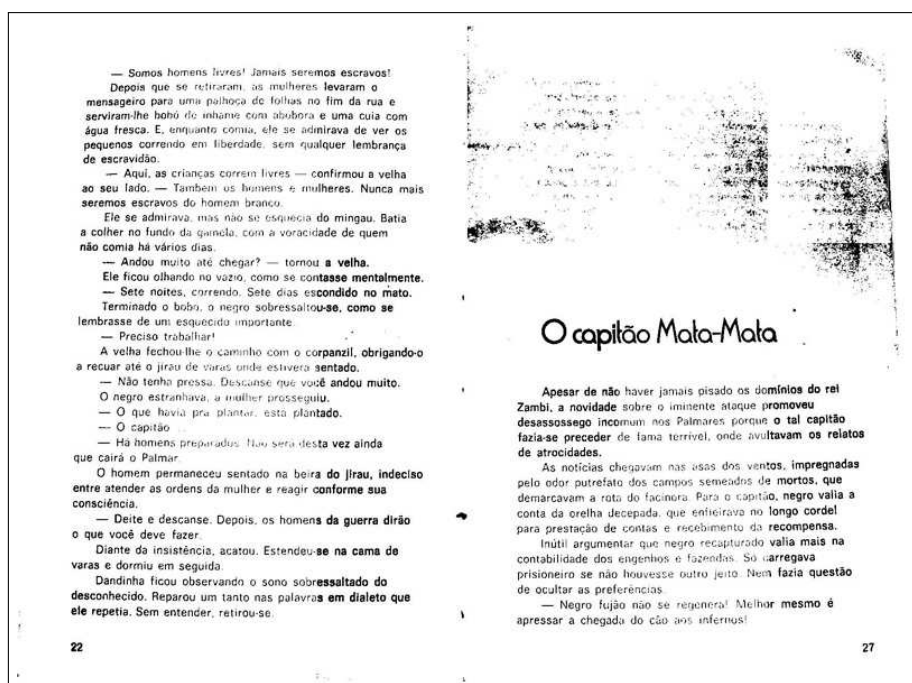 — Somos homens livres! Jamais seremos escravos!
Depois que se retiraram, as mulheres levaram o
mensageiro para uma palhoça de folhas no fim da rua e
serviram-lhe bobó de inhame com abóbora e uma cuia com
água fresca. E, enquanto comia, ele se admirava de ver os
pequenos correndo em liberdade, sem qualquer lembrança
de escravidão.
— Aqui, as crianças correm livres — confirmou a velha
ao seu lado. — Também os homens e mulheres. Nunca mais
seremos escravos do homem branco.
Ele se admirava, mas não se esquecia do mingau. Batia
a colher no fundo da gamela, com a voracidade de quem
não comia há vários dias.
— Andou muito até chegar? — tornou a velha.
Ele ficou olhando no vazio, como se contasse mentalmente.
— Sete noites, correndo. Sete dias escondido no mato.
Terminado o bobó, o negro sobressaltou-se, como se
lembrasse de um esquecido importante.
— Preciso trabalhar!
A velha fechou-lhe o caminho com o corpanzil, obrigando-o
a recuar até o jirau de varas onde estivera sentado.
— Não tenha pressa. Descanse que você andou muito.
O negro estranhava, a mulher prosseguiu.
— O que havia pra plantar, está plantado.
— O capitão
— Há homens preparados. Não será desta vez ainda
que cairá o Palmar.
O homem permaneceu sentado na beira do jirau, indeciso
entre atender as ordens da mulher e reagir conforme sua
consciência.
— Deite e descanse. Depois, os homens da guerra dirão
o que você deve fazer.
Diante da insistência, acatou. Estendeu-se na cama de
varas e dormiu em seguida.
Dandinha ficou observando o sono sobressaltado do
desconhecido. Reparou um tanto nas palavras em dialeto que
ele repetia. Sem entender, retirou-se.
22
O capitão Mata-Mata
Apesar de não haver jamais pisado os domínios do rei
Zambi, a novidade sobre o iminente ataque promoveu
desassossego incomum nos Palmares porque o tal capitão
fazia-se preceder de fama terrível, onde avultavam os relatos
de atrocidades.
As notícias chegavam nas asas dos ventos, impregnadas
pelo odor putrefato dos campos semeados de mortos, que
demarcavam a rota do facínora. Para o capitão, negro valia a
conta da orelha decepada, que enfieirava no longo cordel
para prestação de contas e recebimento da recompensa.
Inútil argumentar que negro recapturado valia mais na
contabilidade dos engenhos e fazendas. Só carregava
prisioneiro se não houvesse outro jeito. Nem fazia questão
de ocultar as preferências.
— Negro fujão não se regenera! Melhor mesmo é
apressar a chegada do cão aos infernos!
27